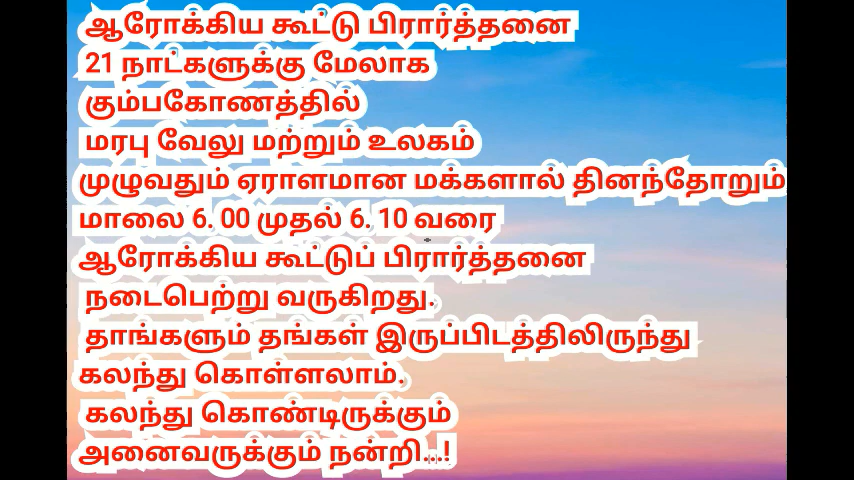 ஆரோக்கிய கூட்டு பிரார்த்தனை
21 நாட்களுக்கு மேலாக
கும்பகோணத்தில்
மரபு வேலு மற்றும் உலகம்
முழுவதும் ஏராளமான மக்களால் தினந்தோறும்
மாலை 6. 00 முதல் 6. 10 வரை
ஆரோக்கிய கூட்டுப் பிரார்த்தனை
நடைபெற்று வருகிறது.
தாங்களும் தங்கள் இருப்பிடத்திலிருந்து
கலந்து கொள்ளலாம்.
கலந்து கொண்டிருக்கும்
அனைவருக்கும் நன்றி...!